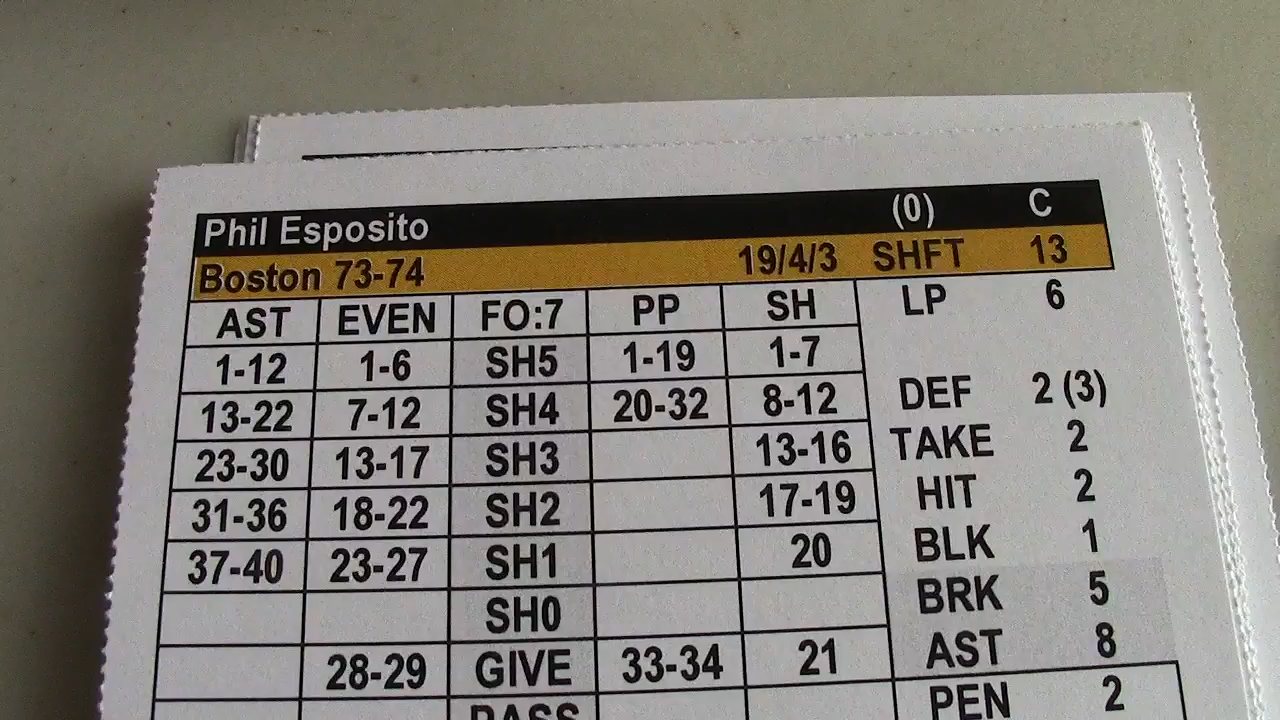 Phil Esposito (0) C
Boston 73-74 19/4/3 SHFT 13
AST EVEN FO:7 PP SH LP 6
1-12 1-6 SH5 1-19 1-7
13-22 7-12 SH4 20-32 8-12 DEF 2 (3)
23-30 13-17 SH3 13-16 TAKE 2
31-36 18-22 SH2 17-19 HIT 2
37-40 23-27 SH1 20 BLK 1
SH0 BRK 5
28-29 GIVE 33-34 21 AST 8
PASS PEN 2